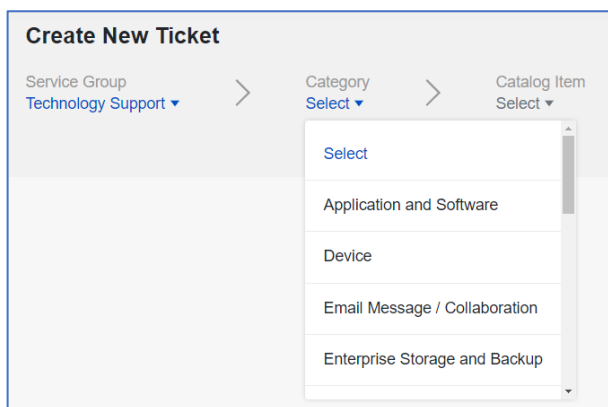 Create New Ticket
Service Group
Technology Support
Category
Select
Catalog Item
Select
Select
Application and Software
Device
Email Message / Collaboration
Enterprise Storage and Backup